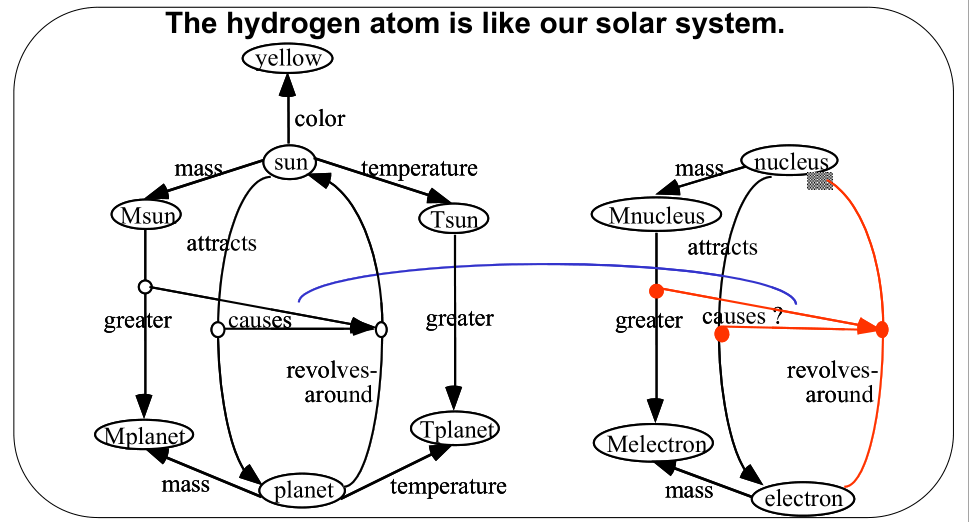 The hydrogen atom is like our solar system.
yellow
color
sun
mass
temperature
Msun
Tsun
attracts
greater
causes
greater
revolves-
around
Mplanet
Tplanet
mass
planet
temperature
nucleus
mass
Mnucleus
attracts
greater
causes ?
revolves-
around
Melectron
mass
electron